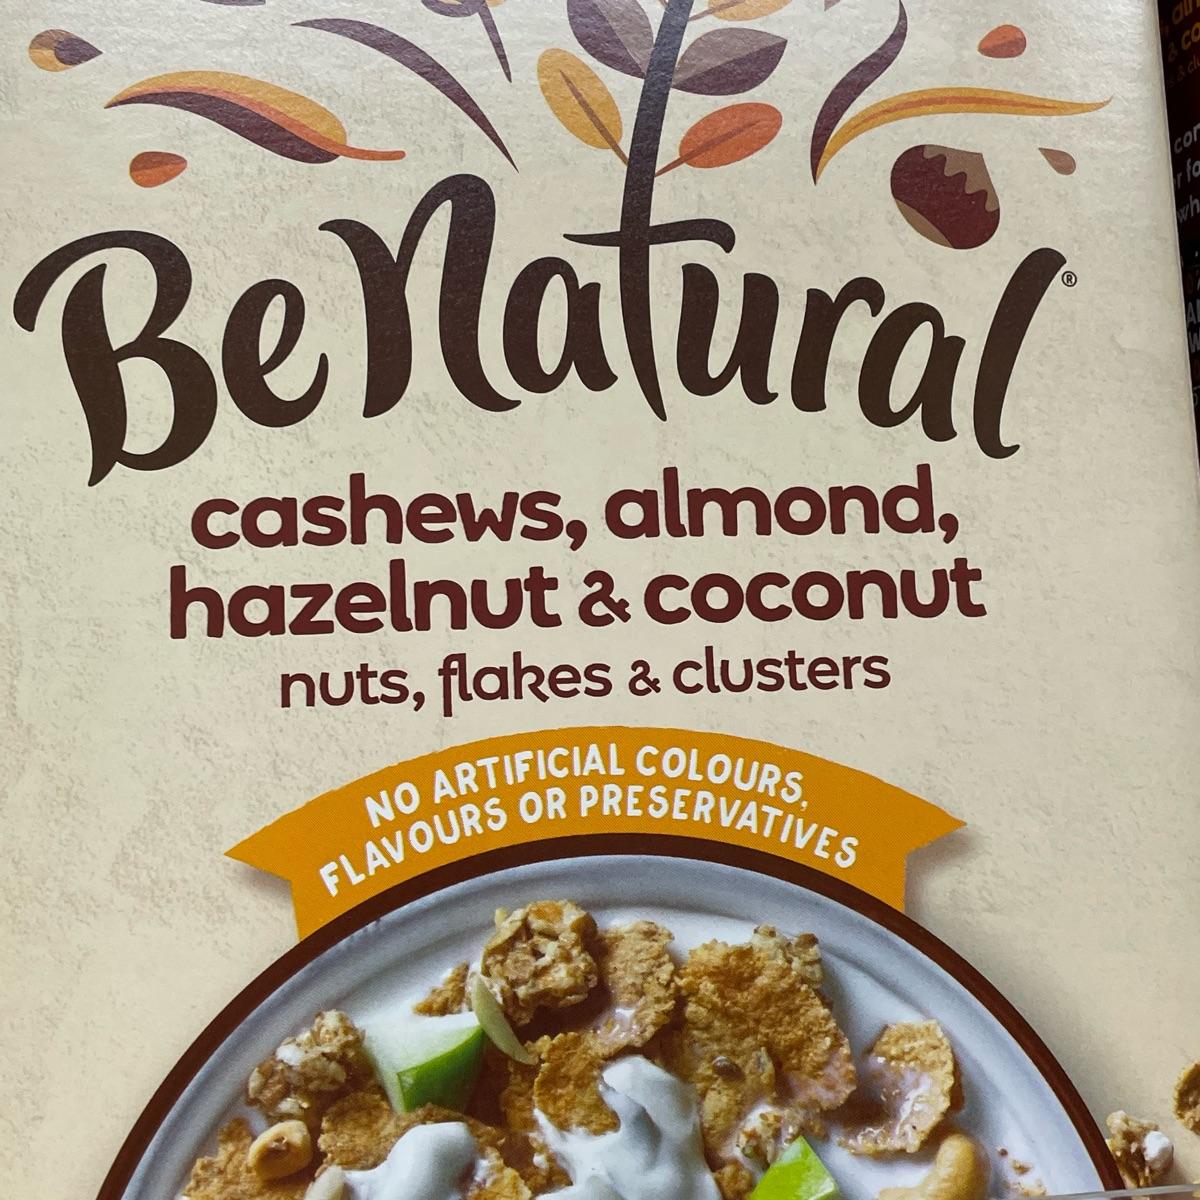 Be Natural®
cashews, almond,
hazelnut & coconut
nuts, flakes & clusters
NO ARTIFICIAL COLOURS,
FLAVOURS OR PRESERVATIVES